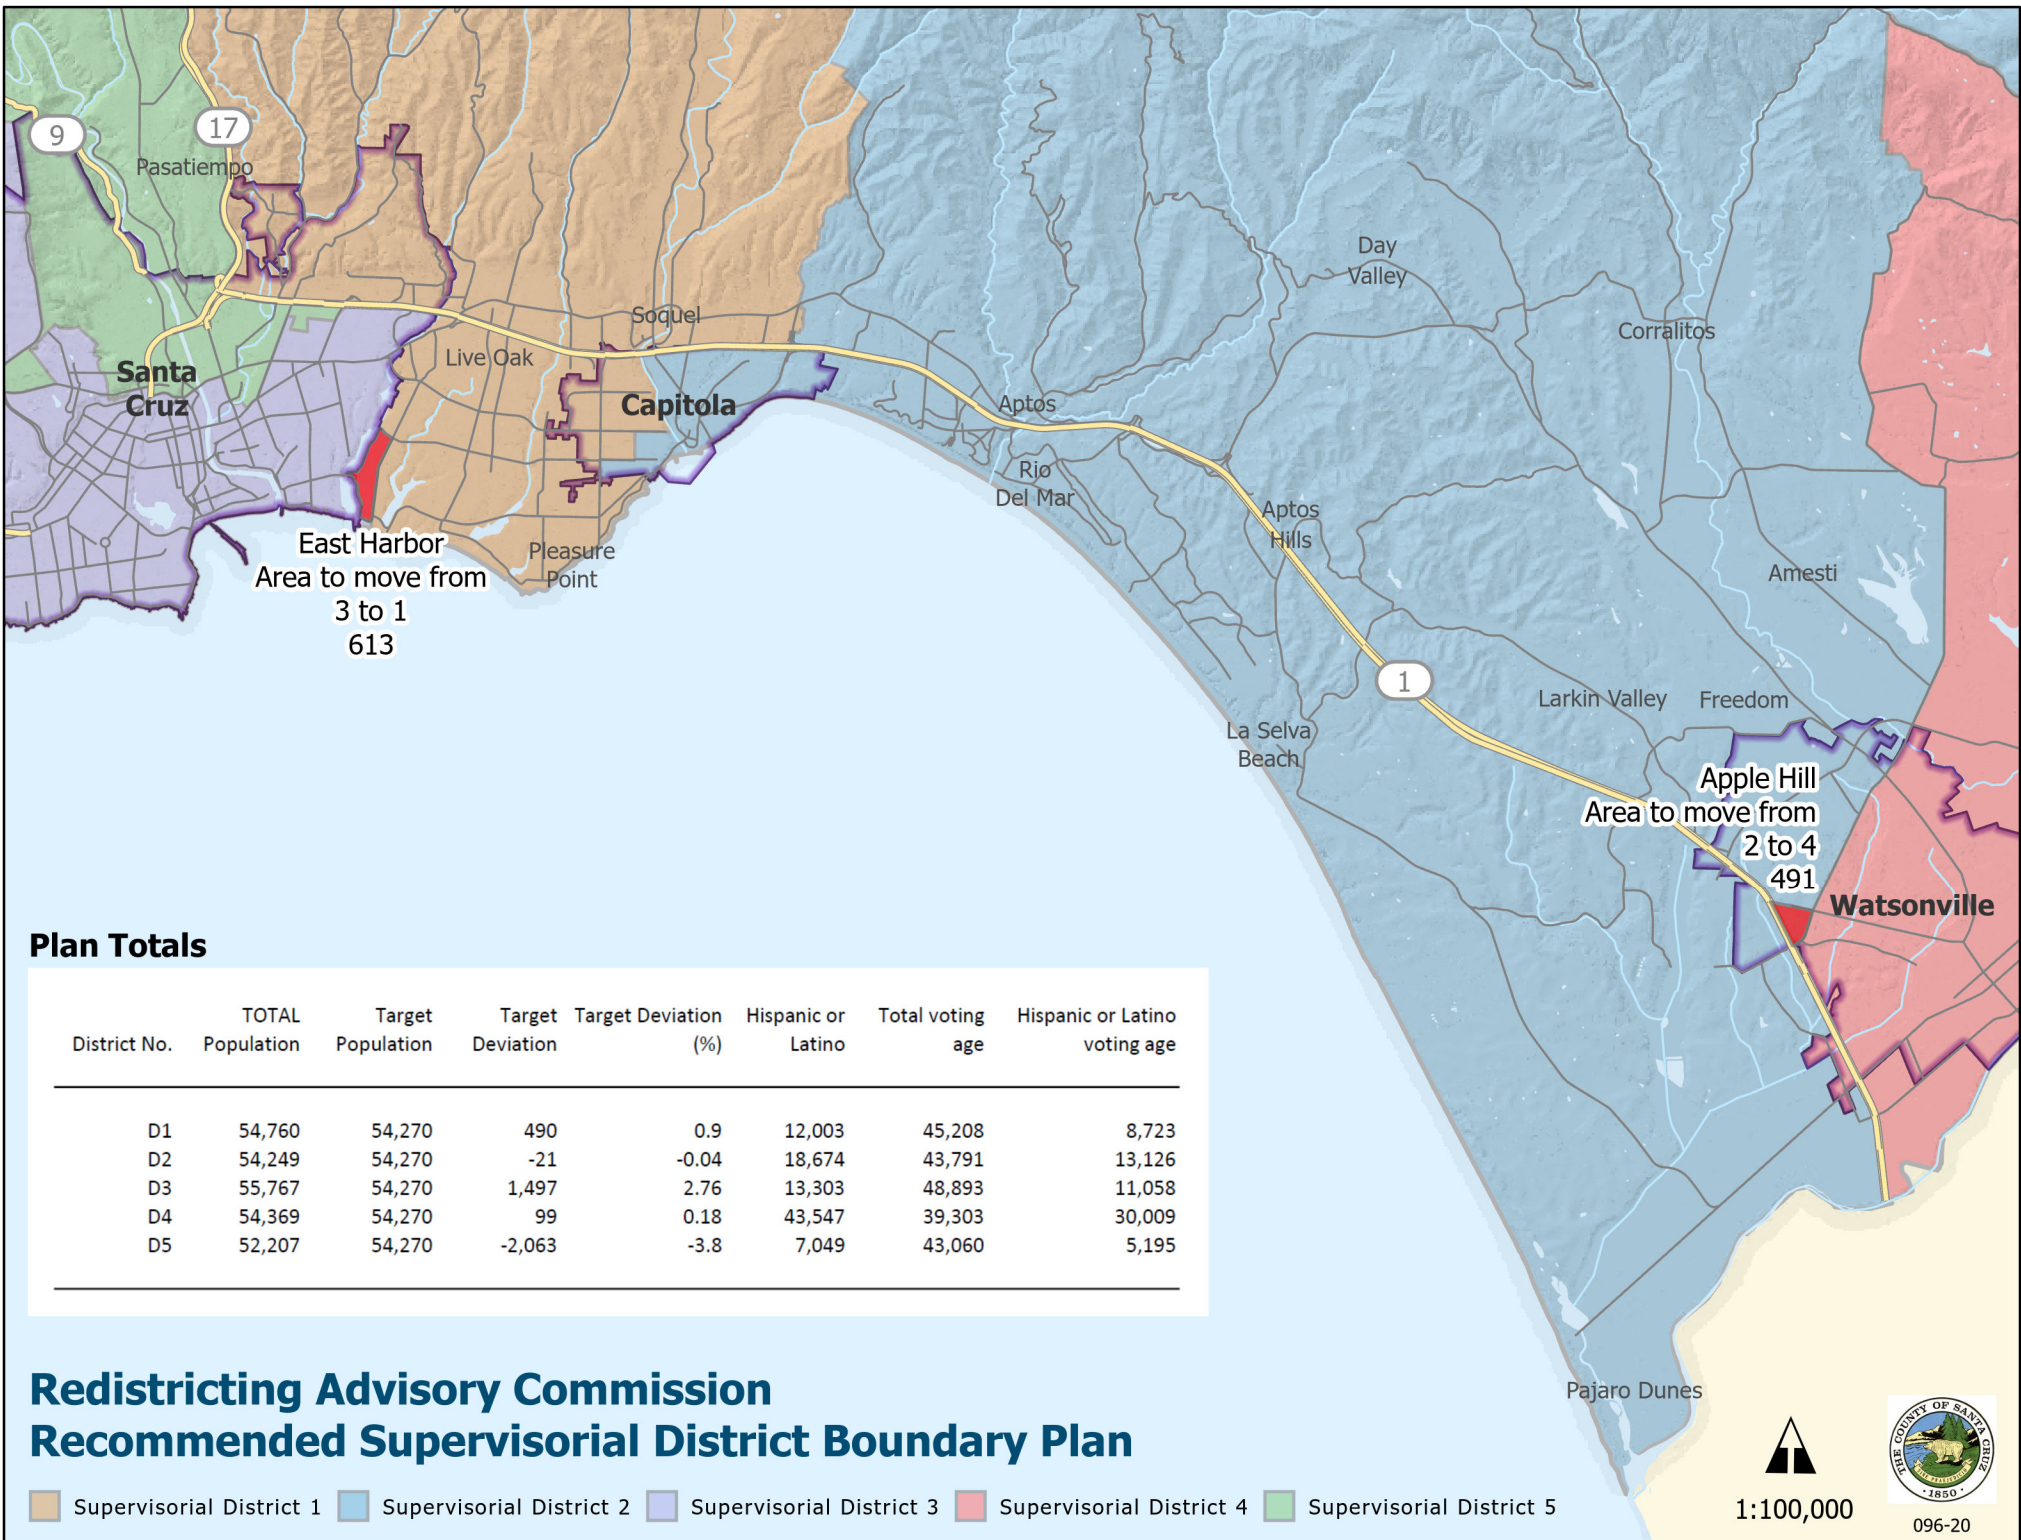 9
17
Pasatiempo
Day
Valley
Soquel
Corralitos
Live Oak
Santa
Cruz
Capitola
Aptos
Rio
Del Mar
Aptos
Hills
East Harbor
Area to move from
3 to 1
613
Pleasure
Point
Amesti
1
Larkin Valley
Freedom
La Selva
Beach
Apple Hill
Area to move from
2 to 4
491
Watsonville
Plan Totals
District No. TOTAL Population Target Population Target Deviation Target Deviation (%) Hispanic or Latino Total voting age Hispanic or Latino voting age
D1 54,760 54,270 490 0.9 12,003 45,208 8,723
D2 54,249 54,270 -21 -0.04 18,674 43,791 13,126
D3 55,767 54,270 1,497 2.76 13,303 48,893 11,058
D4 54,369 54,270 99 0.18 43,547 39,303 30,009
D5 52,207 54,270 -2,063 -3.8 7,049 43,060 5,195
Pajaro Dunes
Redistricting Advisory Commission
Recommended Supervisorial District Boundary Plan
Supervisorial District 1 Supervisorial District 2 Supervisorial District 3 Supervisorial District 4 Supervisorial District 5
1:100,000
THE COUNTY OF SANTA CRUZ
1850
096-20